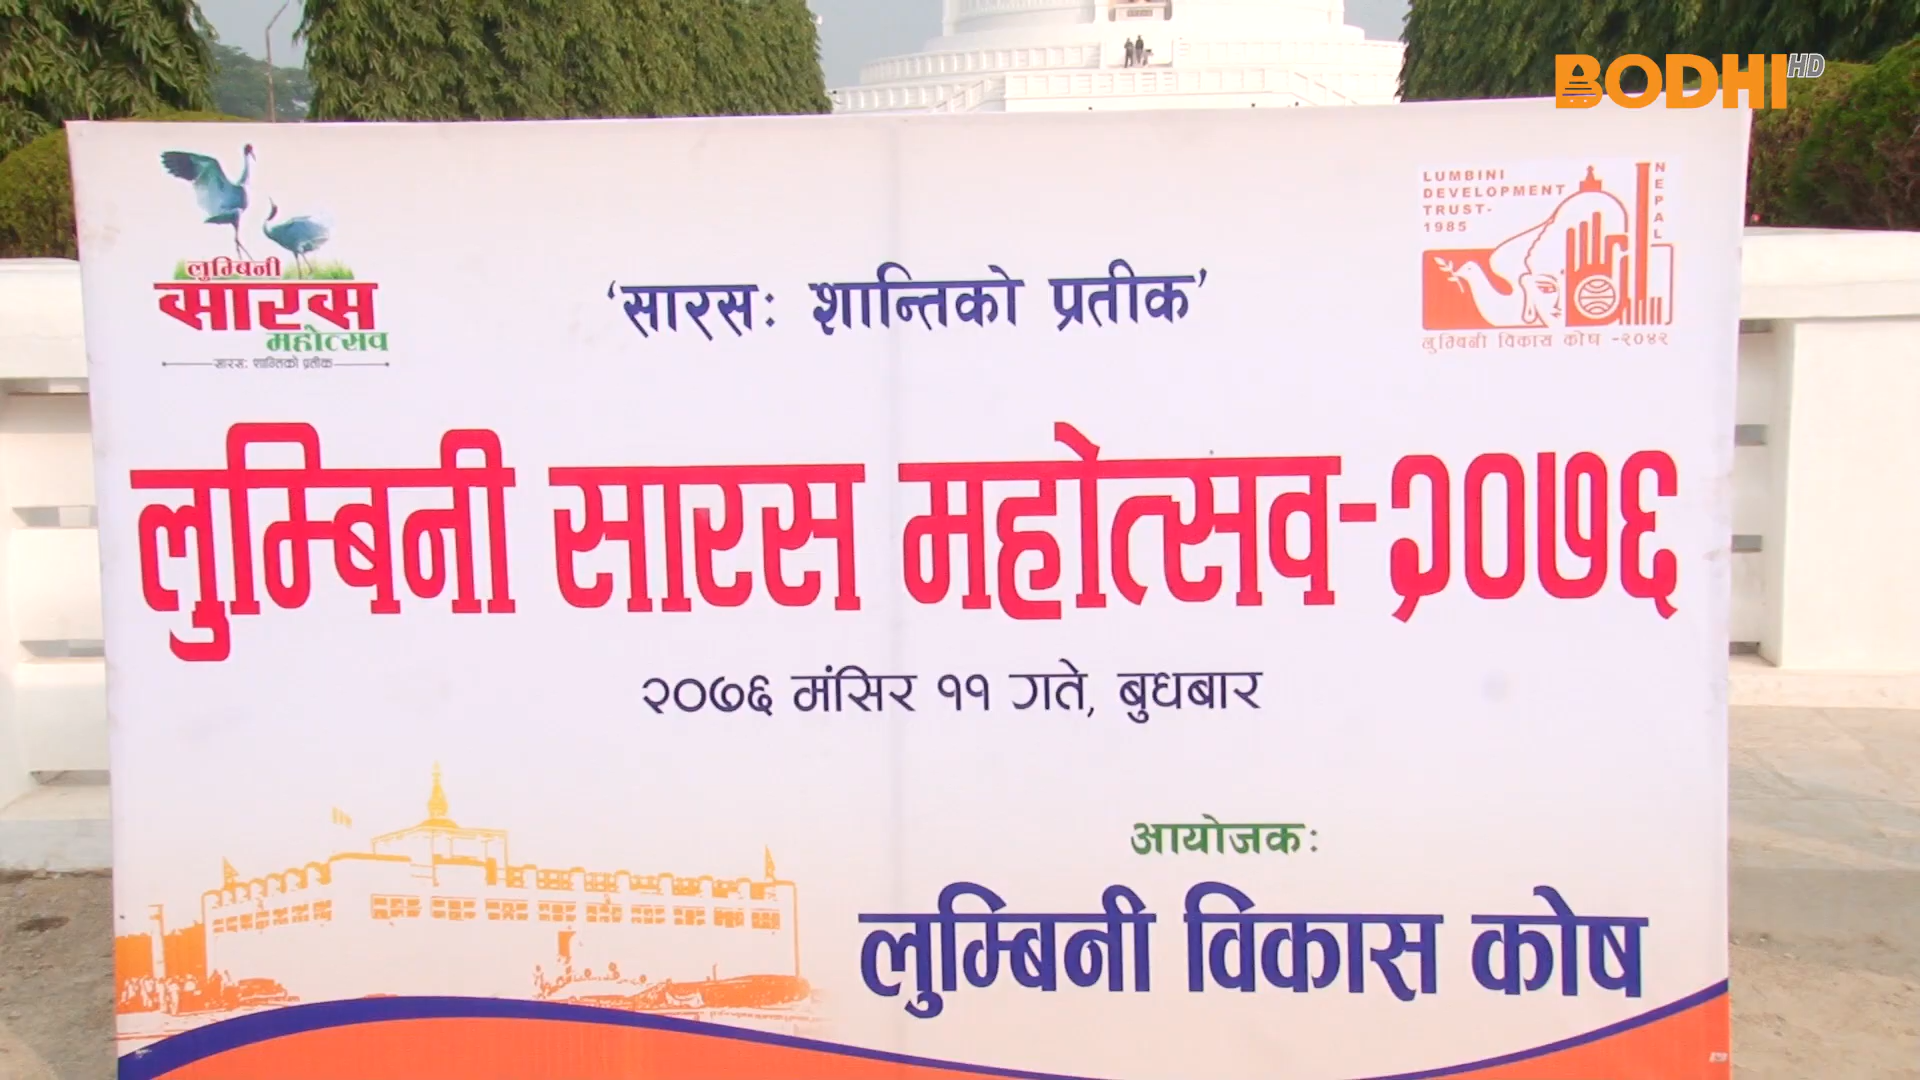 BODHI HD
लुम्बिनी
सारस
महोत्सव
सारस: शान्तिको प्रतीक
‘सारस: शान्तिको प्रतीक’
LUMBINI
DEVELOPMENT
TRUST-
1985
NEPAL
लुम्बिनी विकास कोष -२०४२
लुम्बिनी सारस महोत्सव-२०७६
२०७६ मंसिर ११ गते, बुधबार
आयोजक:
लुम्बिनी विकास कोष